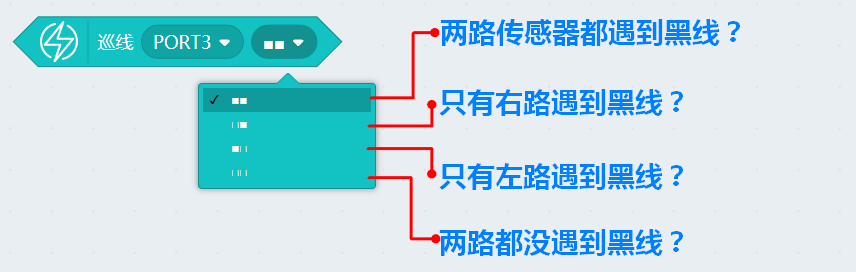 巡线 PORT3 ■■
✓ ■■
□■
■□
□□
两路传感器都遇到黑线？
只有右路遇到黑线？
只有左路遇到黑线？
两路都没遇到黑线？